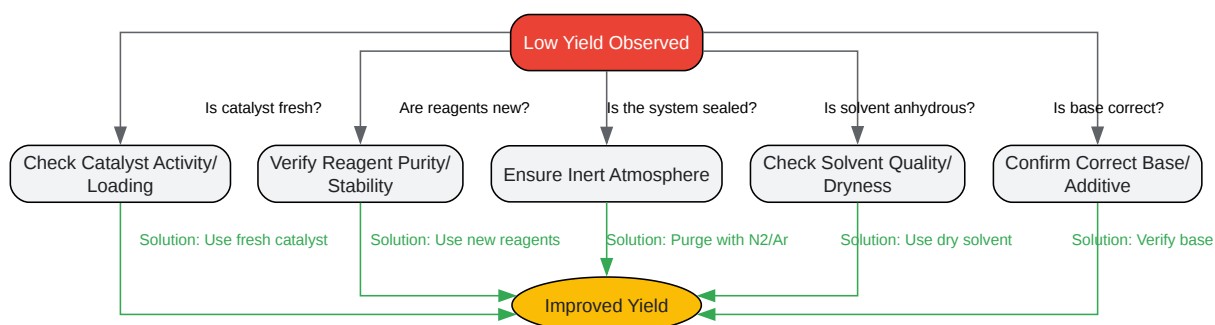 Low Yield Observed
Is catalyst fresh?
Are reagents new?
Is the system sealed?
Is solvent anhydrous?
Is base correct?
Check Catalyst Activity/
Loading
Verify Reagent Purity/
Stability
Ensure Inert Atmosphere
Check Solvent Quality/
Dryness
Confirm Correct Base/
Additive
Solution: Use fresh catalyst
Solution: Use new reagents
Solution: Purge with N2/Ar
Solution: Use dry solvent
Solution: Verify base
Improved Yield